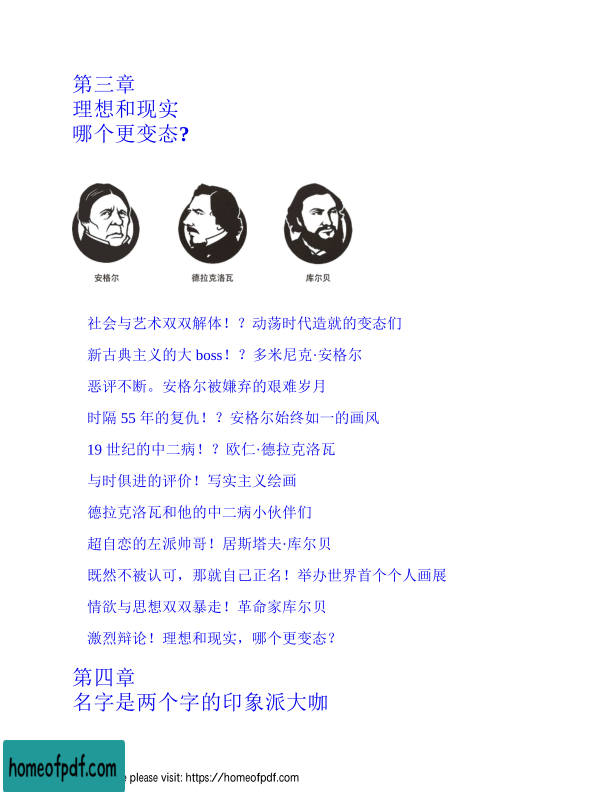 第三章
理想和现实
哪个更变态?
安格尔 德拉克洛瓦 库尔贝
社会与艺术双双解体！？动荡时代造就的变态们
新古典主义的大 boss！？多米尼克·安格尔
恶评不断。安格尔被嫌弃的艰难岁月
时隔 55 年的复仇！？安格尔始终如一的画风
19 世纪的中二病！？欧仁·德拉克洛瓦
与时俱进的评价！写实主义绘画
德拉克洛瓦和他的中二病小伙伴们
超自恋的左派帅哥！居斯塔夫·库尔贝
既然不被认可，那就自己正名！举办世界首个个人画展
情欲与思想双双暴走！革命家库尔贝
激烈辩论！理想和现实，哪个更变态？
第四章
名字是两个字的印象派大咖
homeofpdf.com
please visit: https://homeofpdf.com